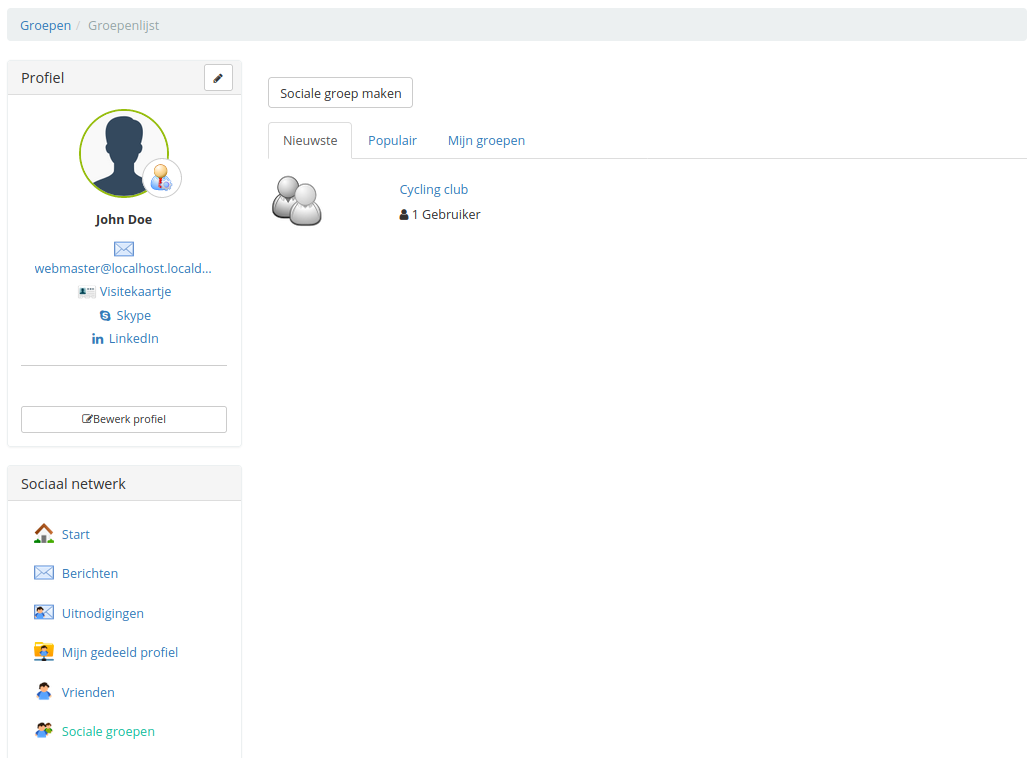 Groepen / Groepenlijst
Profiel
John Doe
webmaster@localhost.locald...
Visitekaartje
Skype
LinkedIn
Bewerk profiel
Sociaal netwerk
Start
Berichten
Uitnodigingen
Mijn gedeeld profiel
Vrienden
Sociale groepen
Sociale groep maken
Nieuwste Populair Mijn groepen
Cycling club
1 Gebruiker